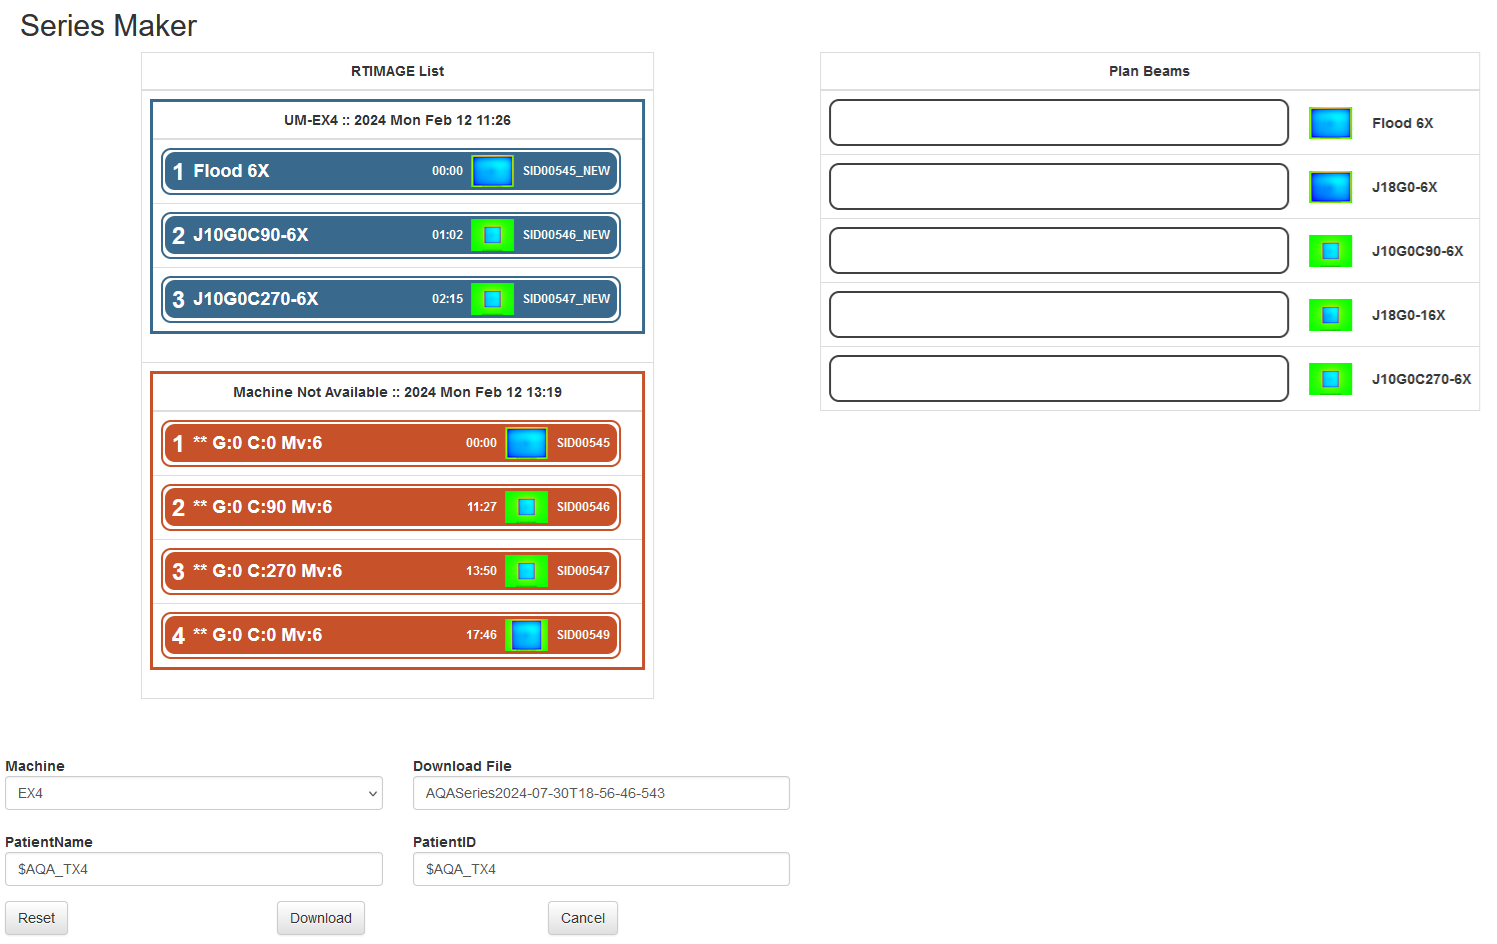 Series Maker
RTIMAGE List
UM-EX4 :: 2024 Mon Feb 12 11:26
1 Flood 6X 00:00 SID00545_NEW
2 J10G0C90-6X 01:02 SID00546_NEW
3 J10G0C270-6X 02:15 SID00547_NEW
Machine Not Available :: 2024 Mon Feb 12 13:19
1 ** G:0 C:0 Mv:6 00:00 SID00545
2 ** G:0 C:90 Mv:6 11:27 SID00546
3 ** G:0 C:270 Mv:6 13:50 SID00547
4 ** G:0 C:0 Mv:6 17:46 SID00549
Plan Beams
Flood 6X
J18G0-6X
J10G0C90-6X
J18G0-16X
J10G0C270-6X
Machine
EX4
Download File
AQASeries2024-07-30T18-56-46-543
PatientName
$AQA_TX4
PatientID
$AQA_TX4
Reset Download Cancel